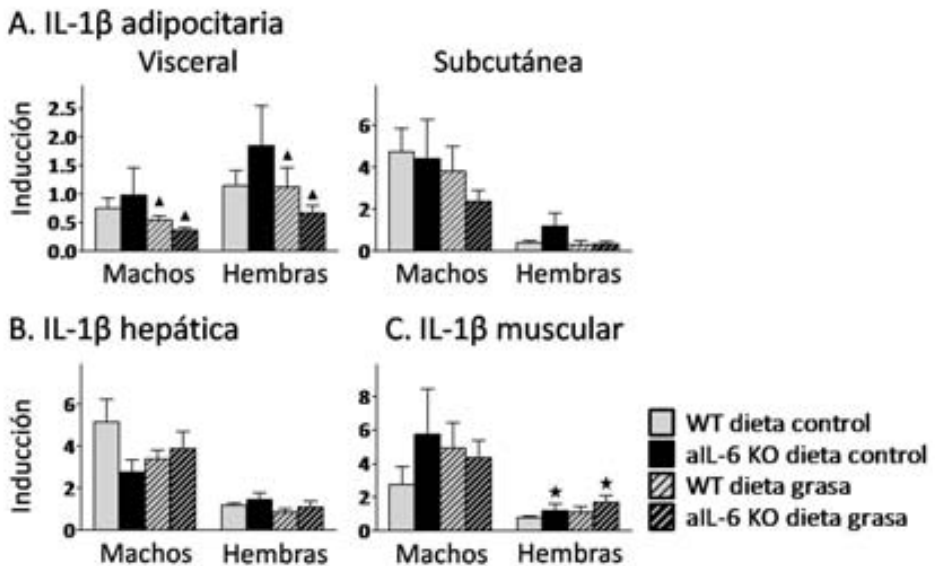 A. IL-1β adipocitaria
Visceral
Subcutánea
Inducción
2.5
2.0
1.5
1.0
0.5
0.0
Machos
Hembras
6
4
2
0
Machos
Hembras
B. IL-1β hepática
C. IL-1β muscular
Inducción
6
4
2
0
Machos
Hembras
8
6
4
2
0
Machos
Hembras
WT dieta control
aIL-6 KO dieta control
WT dieta grasa
aIL-6 KO dieta grasa